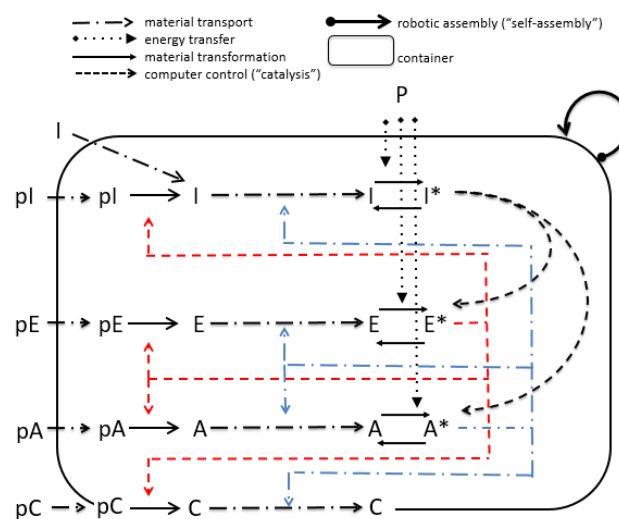 material transport
energy transfer
material transformation
computer control (“catalysis”)
robotic assembly (“self-assembly”)
container
P
I
pI pI I I I*
pE pE E E E*
pA pA A A A*
pC pC C C